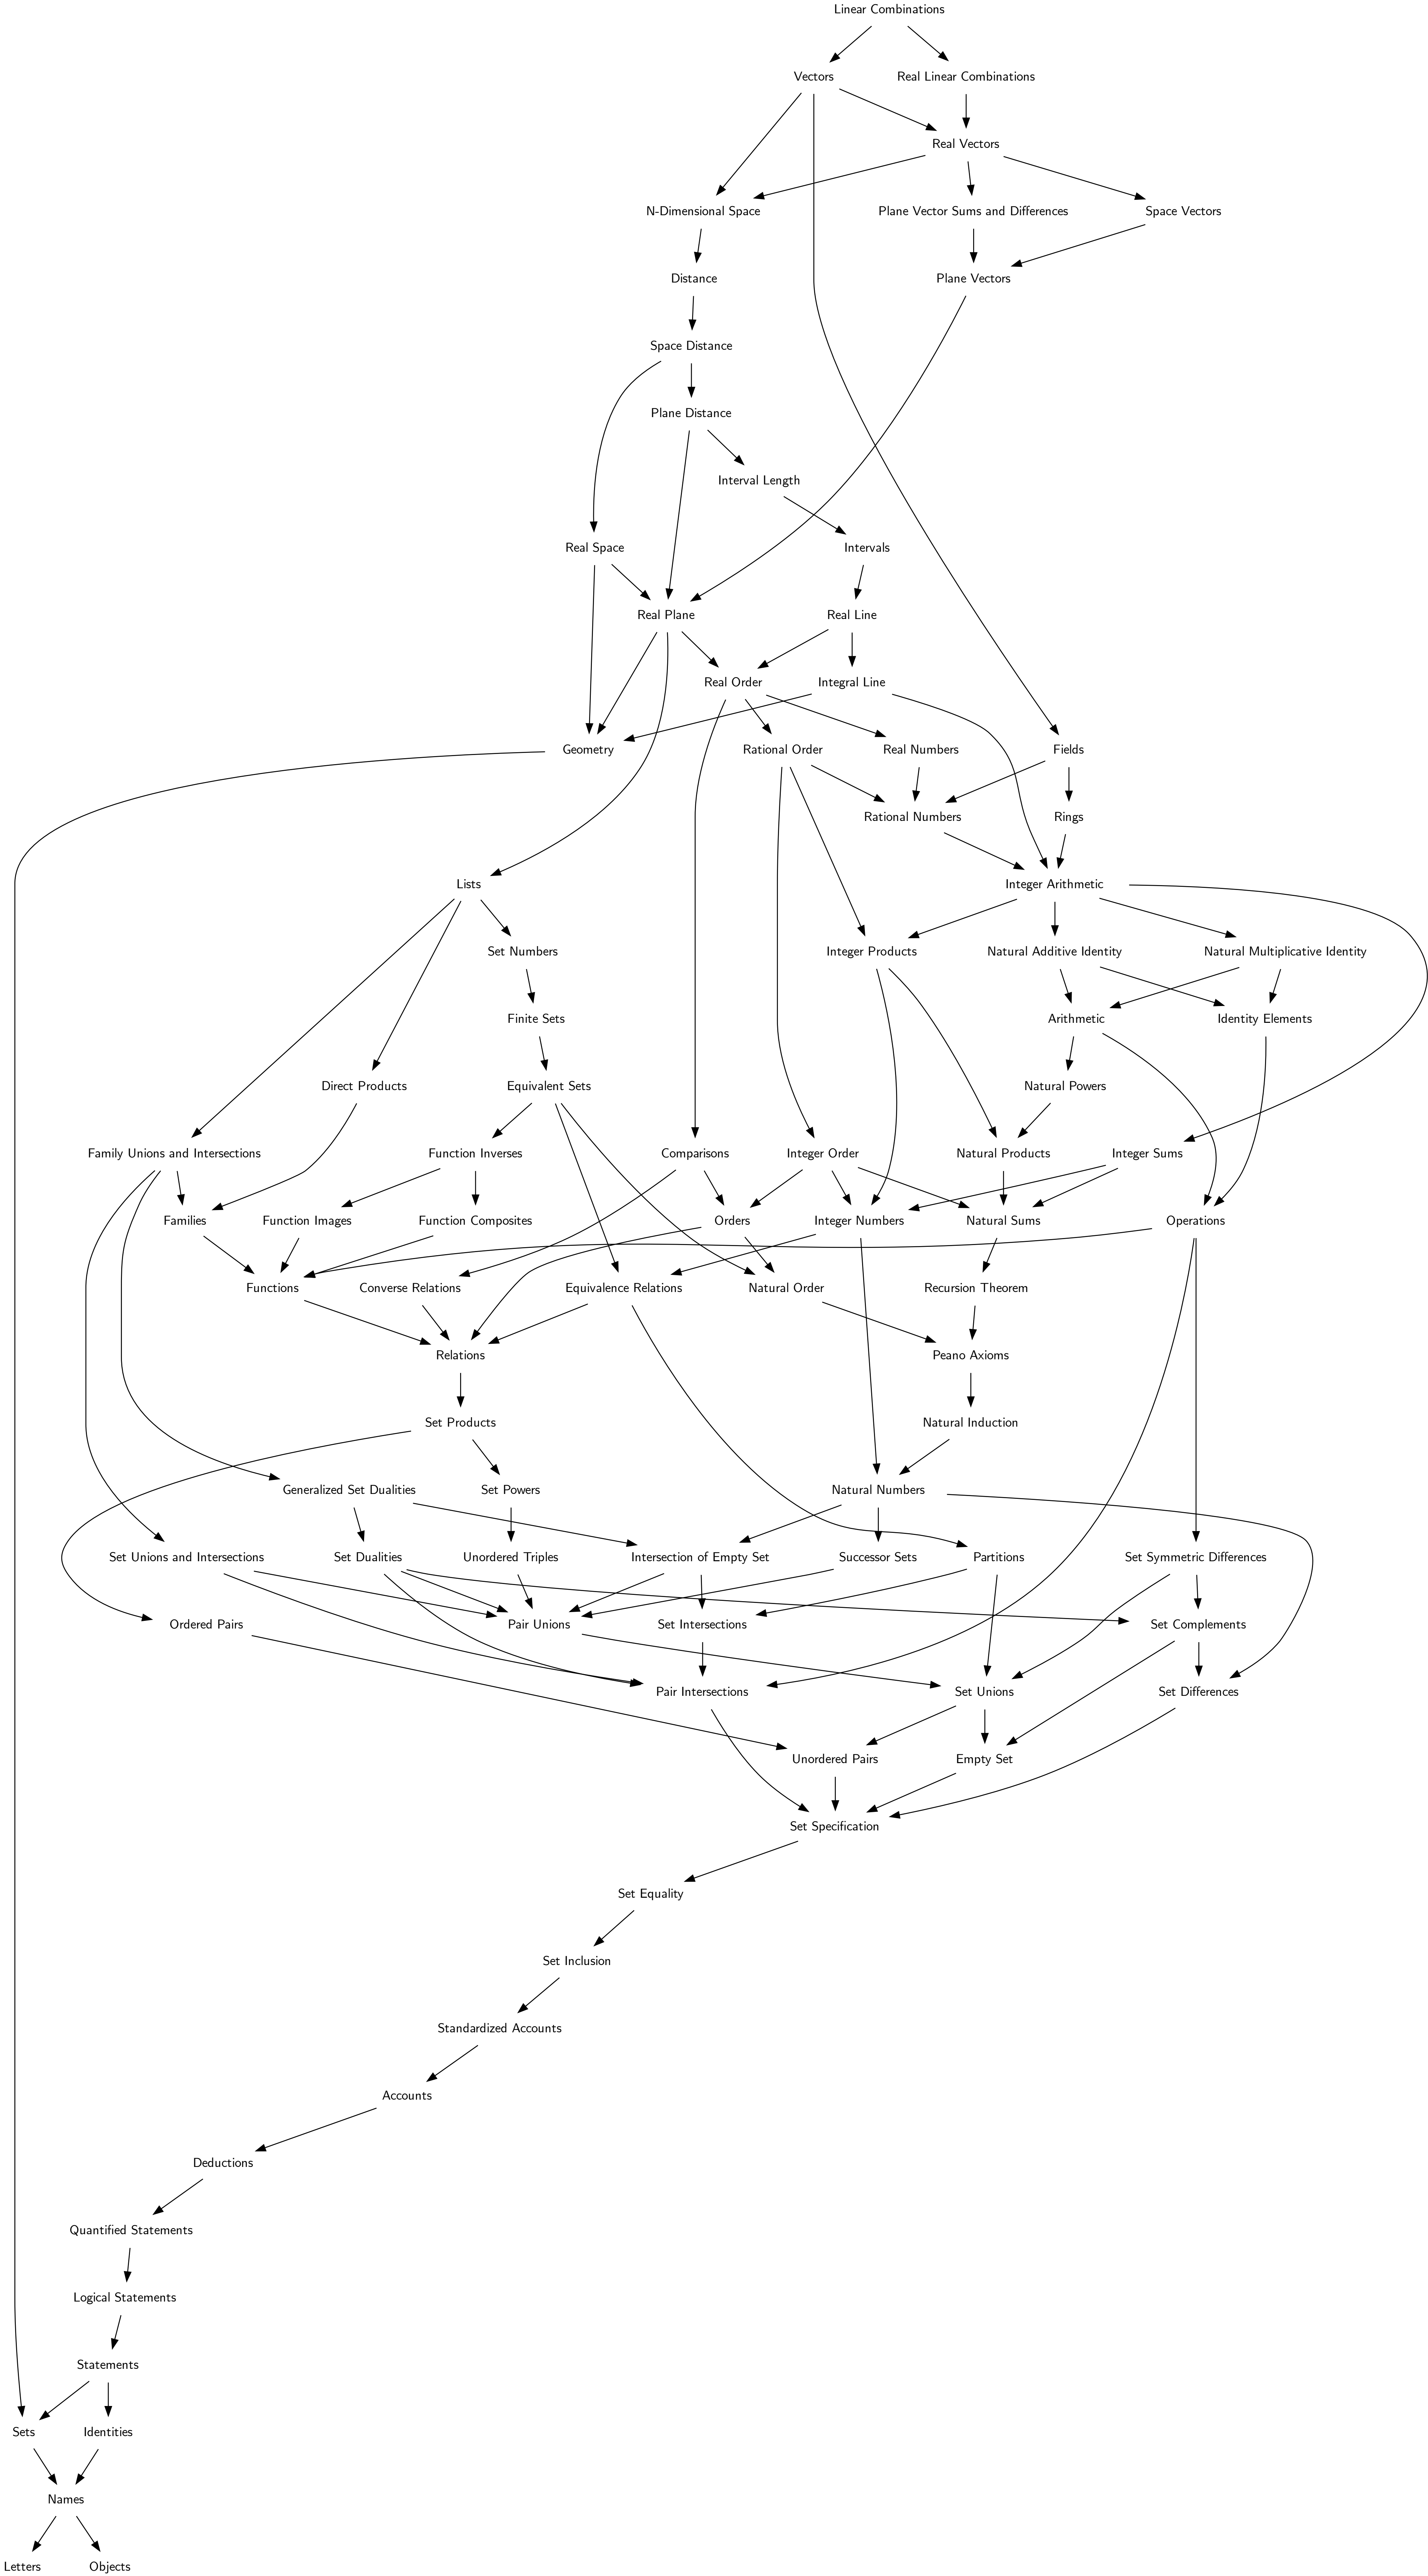 Linear Combinations
Vectors
Real Linear Combinations
Real Vectors
N-Dimensional Space
Plane Vector Sums and Differences
Space Vectors
Distance
Plane Vectors
Space Distance
Plane Distance
Interval Length
Real Space
Intervals
Real Plane
Real Line
Real Order
Integral Line
Geometry
Rational Order
Real Numbers
Fields
Rational Numbers
Rings
Lists
Integer Arithmetic
Set Numbers
Integer Products
Natural Additive Identity
Natural Multiplicative Identity
Finite Sets
Arithmetic
Identity Elements
Direct Products
Equivalent Sets
Natural Powers
Family Unions and Intersections
Function Inverses
Comparisons
Integer Order
Natural Products
Integer Sums
Families
Function Images
Function Composites
Orders
Integer Numbers
Natural Sums
Operations
Functions
Converse Relations
Equivalence Relations
Natural Order
Recursion Theorem
Relations
Peano Axioms
Set Products
Natural Induction
Generalized Set Dualities
Set Powers
Natural Numbers
Set Unions and Intersections
Set Dualities
Unordered Triples
Intersection of Empty Set
Successor Sets
Partitions
Set Symmetric Differences
Ordered Pairs
Pair Unions
Set Intersections
Set Complements
Pair Intersections
Set Unions
Set Differences
Unordered Pairs
Empty Set
Set Specification
Set Equality
Set Inclusion
Standardized Accounts
Accounts
Deductions
Quantified Statements
Logical Statements
Statements
Sets
Identities
Names
Letters
Objects